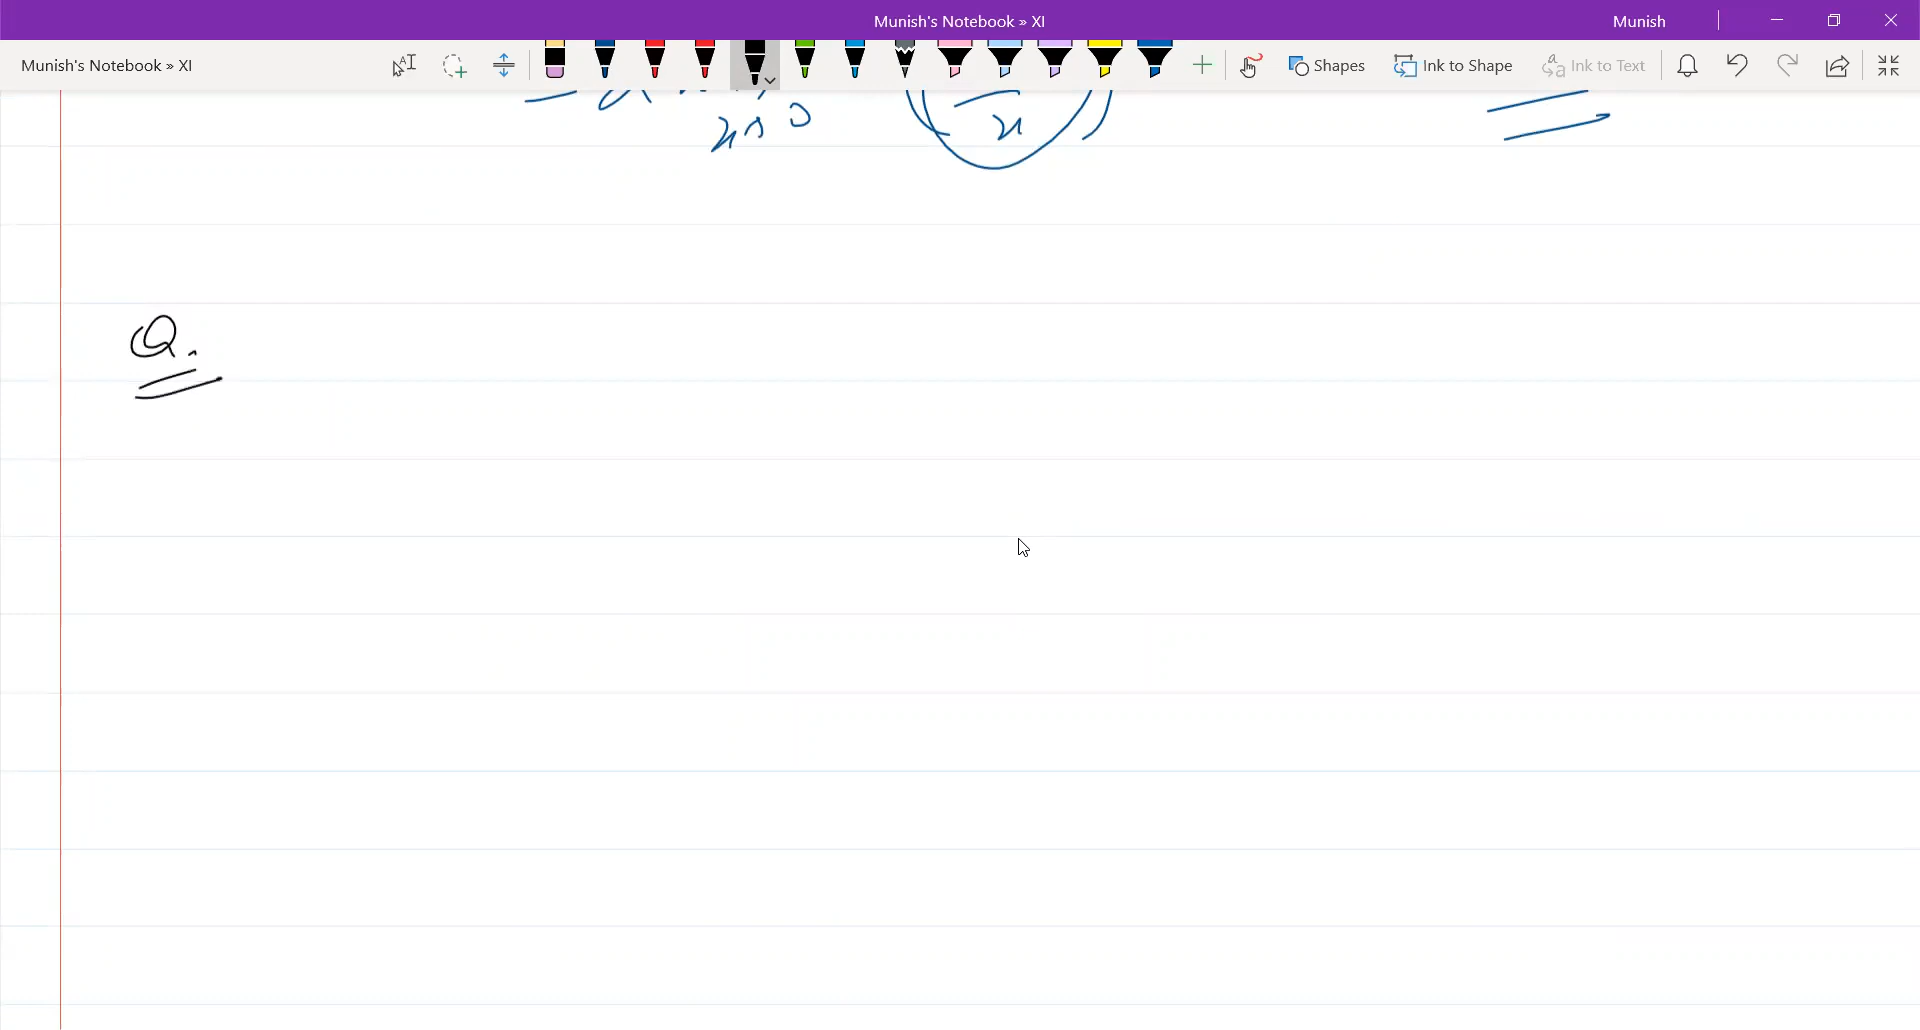 Munish's Notebook » XI
Munish
Munish's Notebook » XI
Shapes
Ink to Shape
Ink to Text
x
Q.